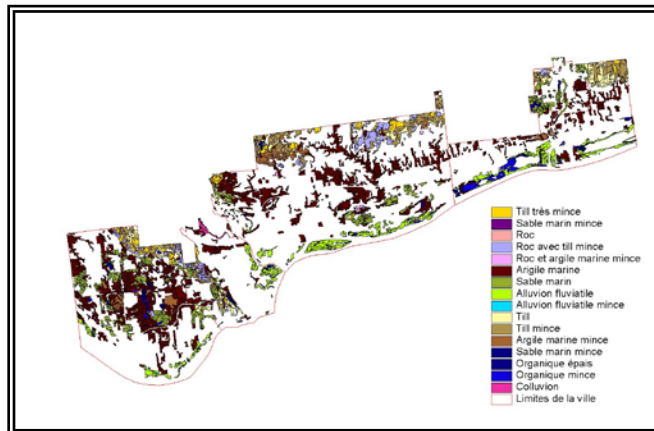 Till très mince
Sable marin mince
Roc
Roc avec till mince
Roc et argile marine mince
Arigile marine
Sable marin
Alluvion fluviatile
Alluvion fluviatile mince
Till
Till mince
Argile marine mince
Sable marin mince
Organique épais
Organique mince
Colluvion
Limites de la ville